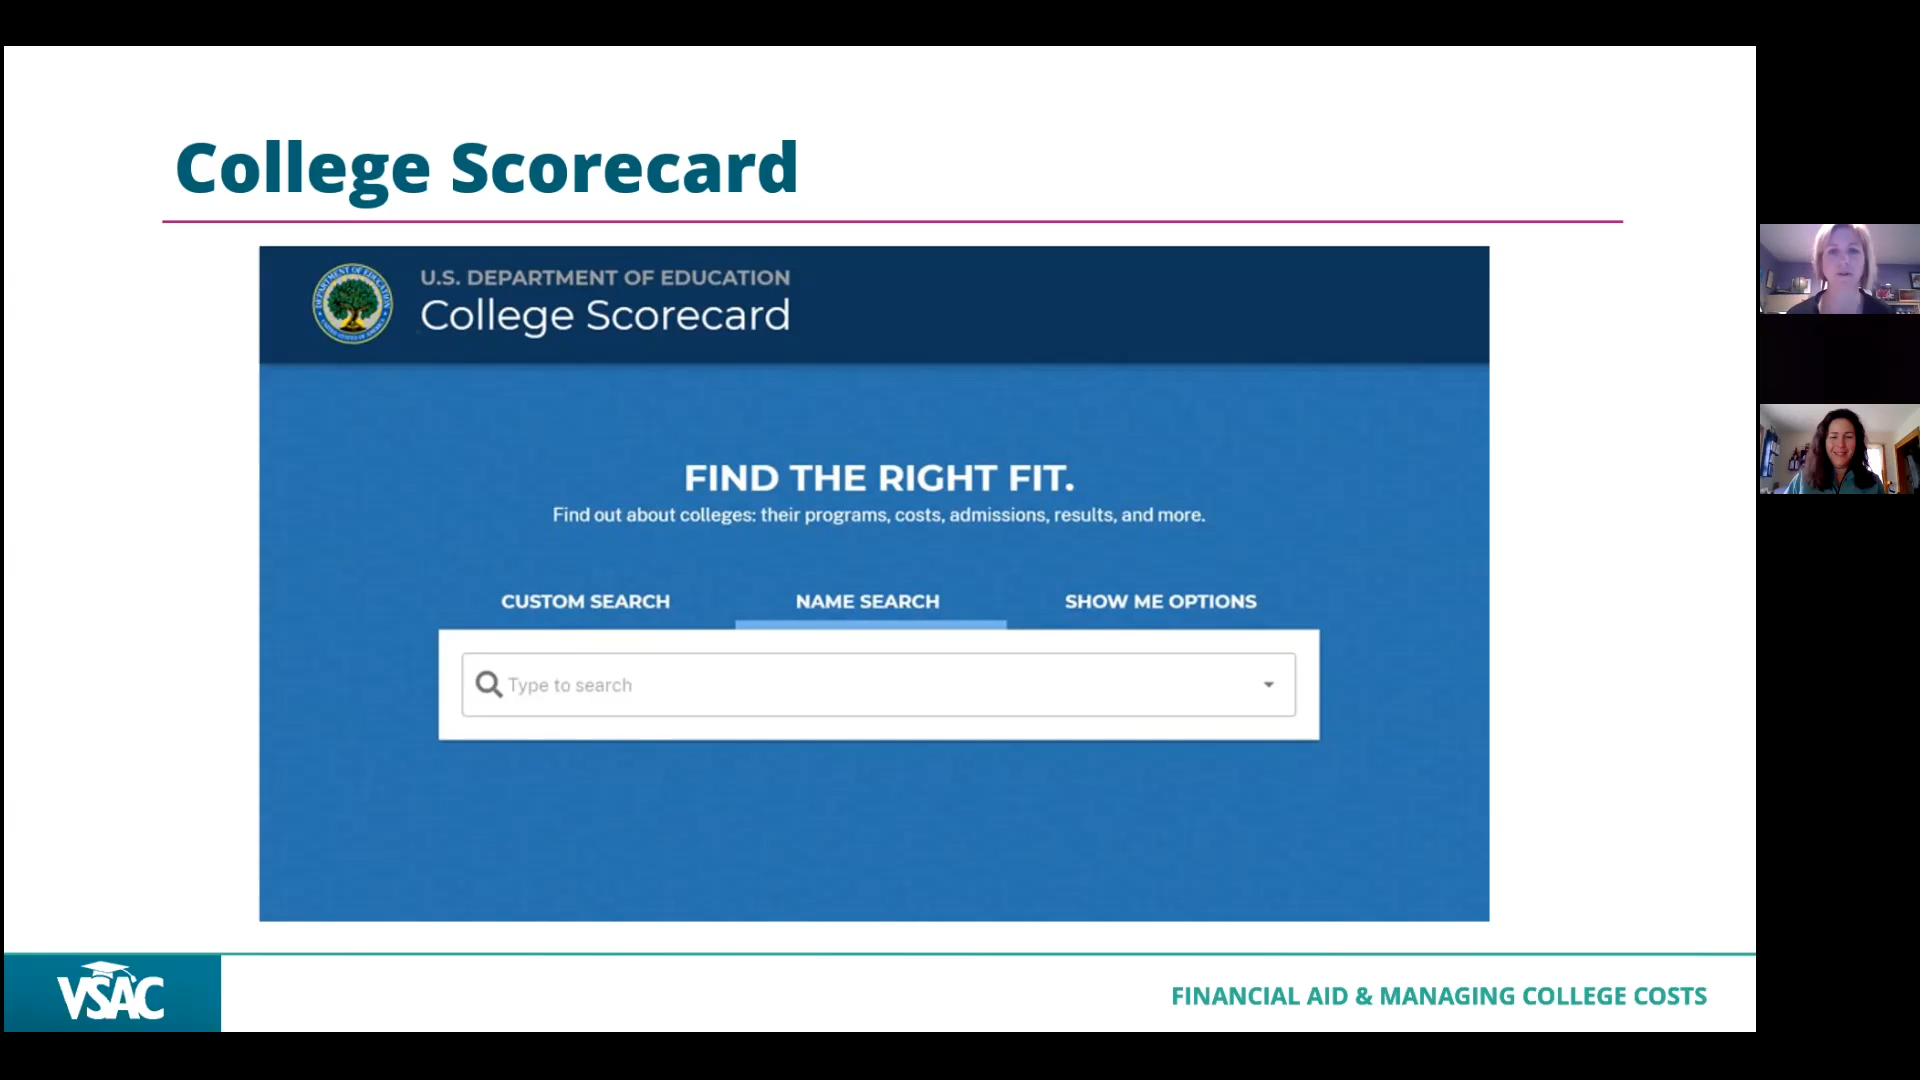 College Scorecard
U.S. DEPARTMENT OF EDUCATION
College Scorecard
FIND THE RIGHT FIT.
Find out about colleges: their programs, costs, admissions, results, and more.
CUSTOM SEARCH
NAME SEARCH
SHOW ME OPTIONS
Type to search
VSAC
FINANCIAL AID & MANAGING COLLEGE COSTS